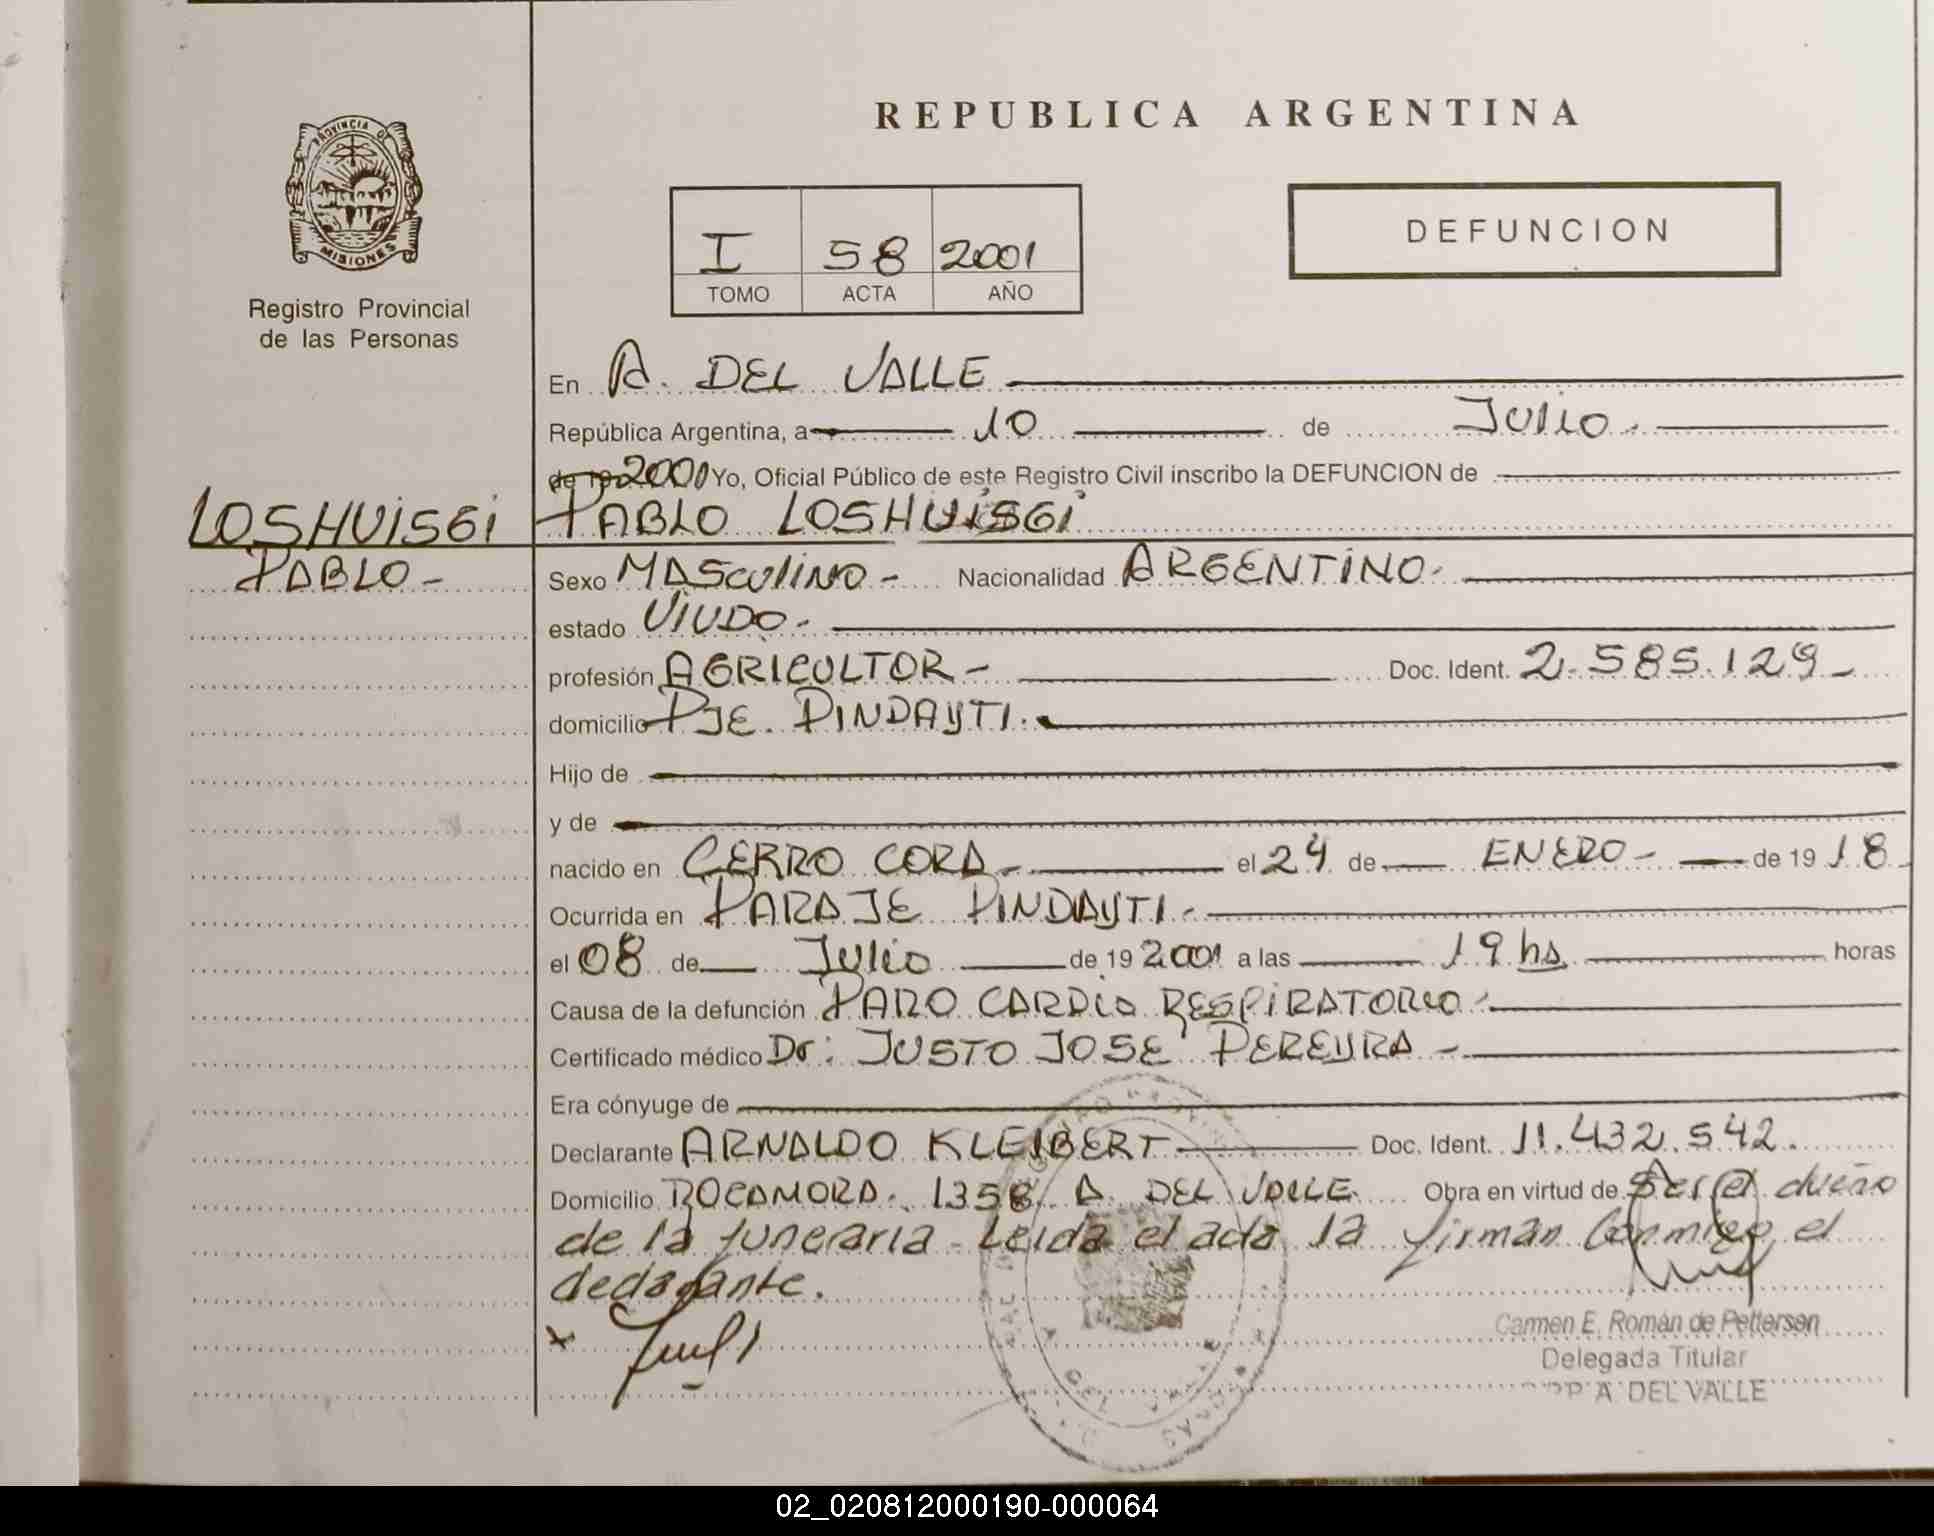 REPUBLICA ARGENTINA
PROVINCIA DE
MISIONES
Registro Provincial
de las Personas
I 58 2001
TOMO ACTA AÑO
DEFUNCION
En A. DEL VALLE
República Argentina, a 10 de Julio.
de 19 2001 Yo, Oficial Público de este Registro Civil inscribo la DEFUNCION de
LOSHUISGI
PABLO -
PABLO LOSHUISGI
Sexo MASCULINO - Nacionalidad ARGENTINO -
estado VIUDO -
profesión AGRICULTOR - Doc. Ident. 2.585.129 -
domicilio PJE. PINDAYTI.
Hijo de
y de
nacido en CERRO CORA - el 24 de ENERO - de 19 18
Ocurrida en PARAJE PINDAYTI -
el 08 de Julio de 19 2001 a las 19 hs horas
Causa de la defunción PARO CARDIO RESPIRATORIO -
Certificado médico Dr: JUSTO JOSE PEREYRA -
Era cónyuge de
Declarante ARNALDO KLEIBERT Doc. Ident. 11.432.542.
Domicilio ROCAMORA. 1358 A. DEL VALLE Obra en virtud de Ser el dueño
de la funeraria - Leida el acta la firman conmigo el
declarante.
x
Carmen E. Román de Pettersen
Delegada Titular
A. DEL VALLE
02_020812000190-000064